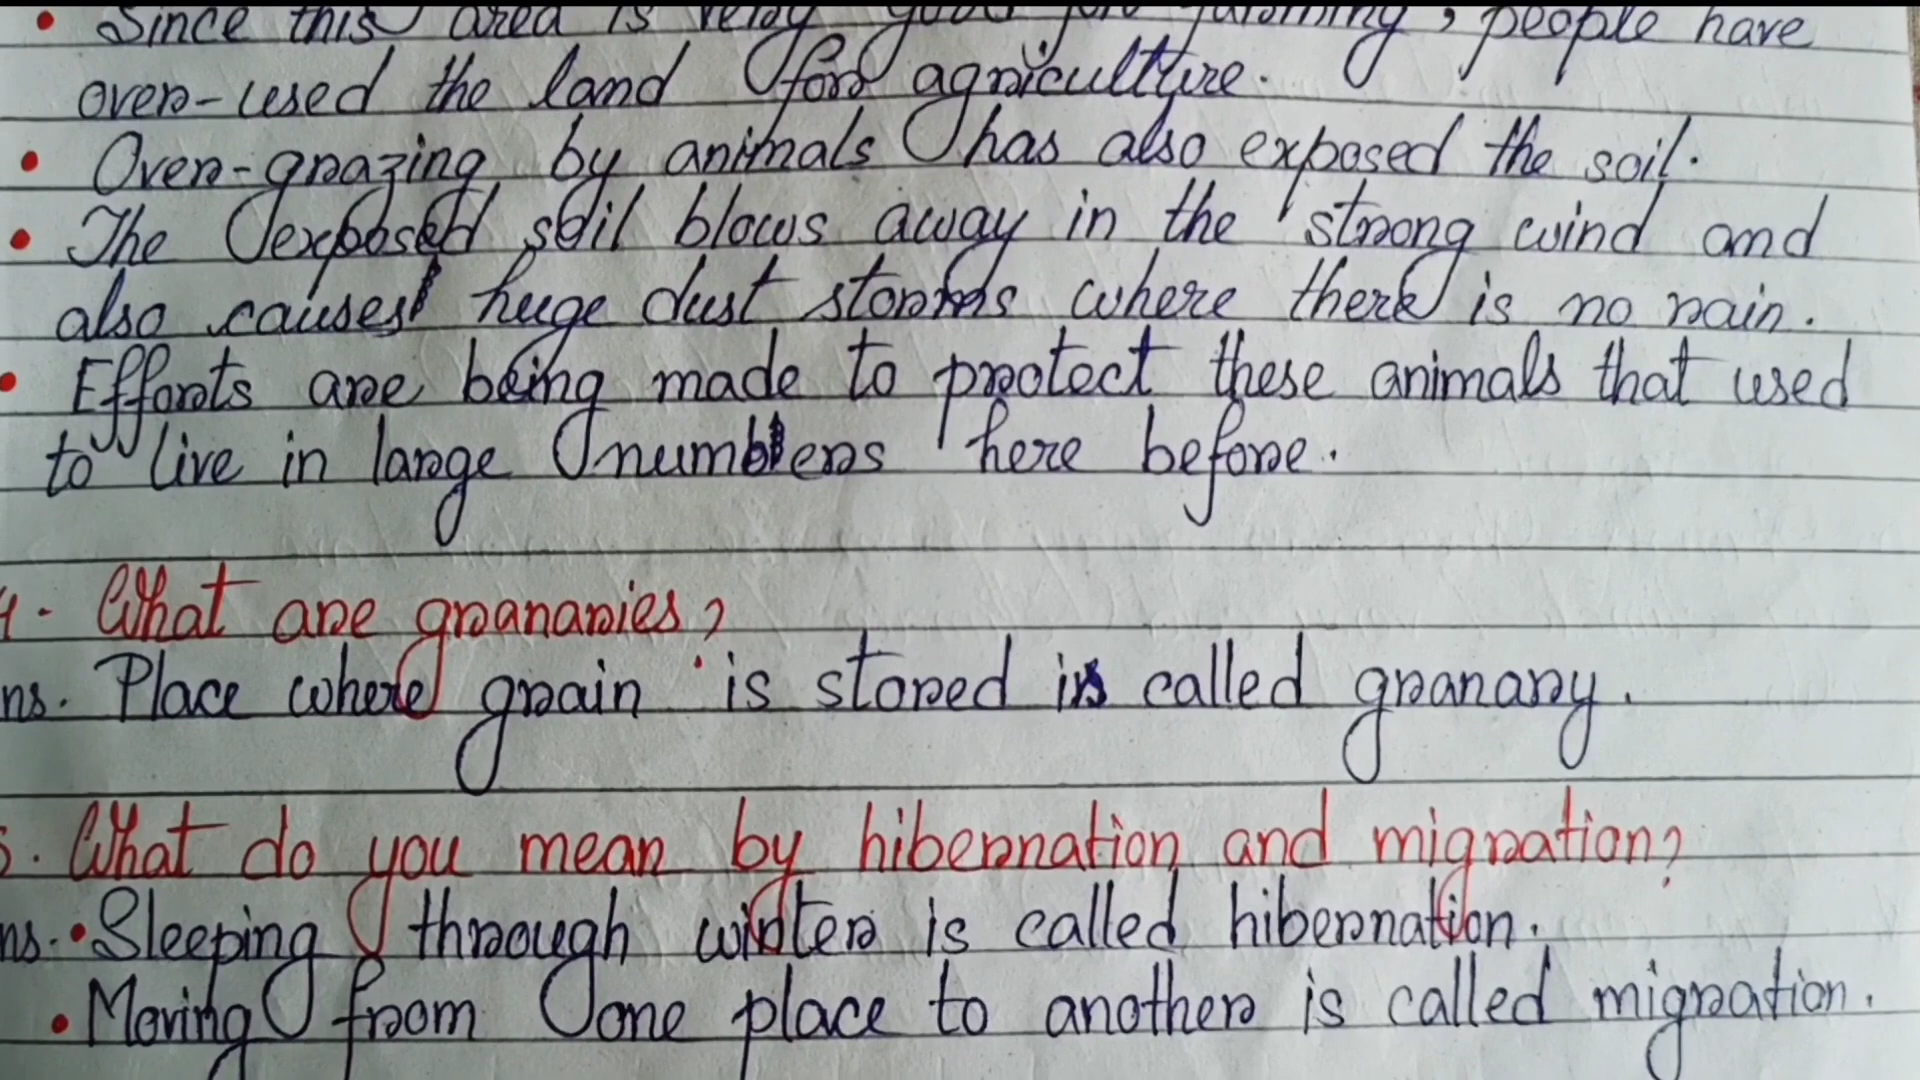 • Since this area is very good for farming, people have
over-used the land for agriculture.
• Over-grazing by animals has also exposed the soil.
• The exposed soil blows away in the strong wind and
also causes huge dust storms where there is no rain.
• Efforts are being made to protect these animals that used
to live in large numbers here before.
4. What are granaries?
ns. Place where grain is stored is called granary.
5. What do you mean by hibernation and migration?
ns. • Sleeping through winter is called hibernation.
• Moving from one place to another is called migration.